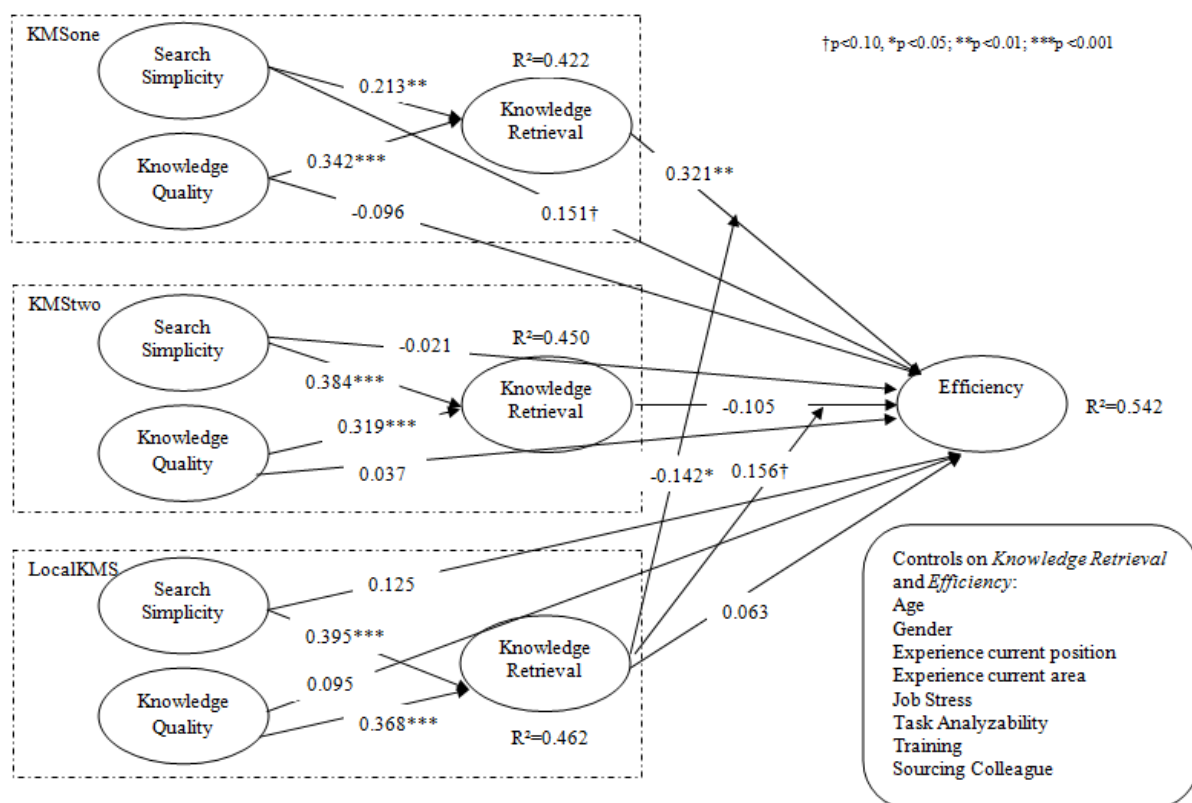 KMSone
Search
Simplicity
R²=0.422
†p<0.10, *p<0.05; **p<0.01; ***p<0.001
0.213**
Knowledge
Retrieval
0.342***
Knowledge
Quality
0.321**
-0.096
0.151†
KMStwo
Search
Simplicity
R²=0.450
-0.021
0.384***
Knowledge
Retrieval
-0.105
Efficiency
R²=0.542
0.319***
Knowledge
Quality
0.037
-0.142*
0.156†
LocalKMS
Search
Simplicity
0.125
0.395***
Knowledge
Retrieval
0.063
0.095
Knowledge
Quality
0.368***
R²=0.462
Controls on Knowledge Retrieval
and Efficiency:
Age
Gender
Experience current position
Experience current area
Job Stress
Task Analyzability
Training
Sourcing Colleague